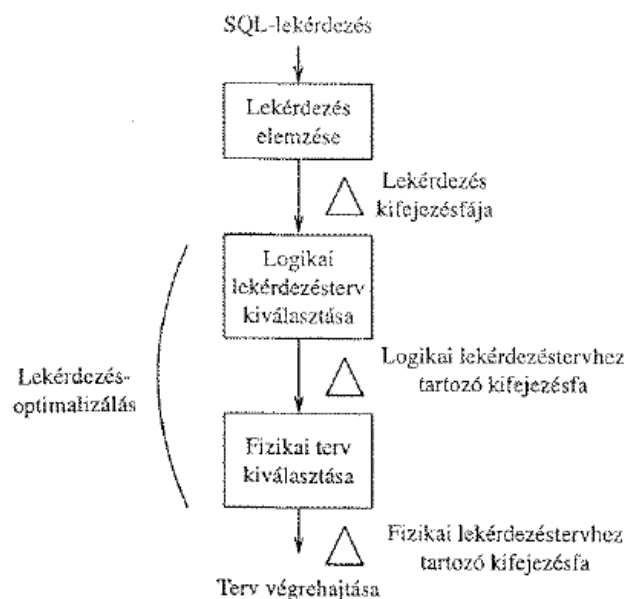 SQL-lekérdezés
Lekérdezés
elemzése
Lekérdezés
kifejezésfája
Logikai
lekérdezésterv
kiválasztása
Logikai lekérdezéstervhez
tartozó kifejezésfa
Lekérdezés-
optimalizálás
Fizikai terv
kiválasztása
Fizikai lekérdezéstervhez
tartozó kifejezésfa
Terv végrehajtása